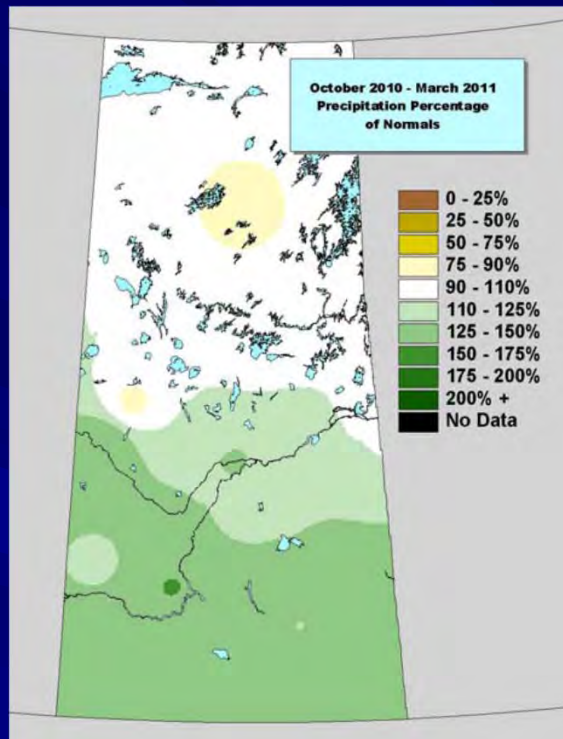 October 2010 - March 2011
Precipitation Percentage
of Normals
0 - 25%
25 - 50%
50 - 75%
75 - 90%
90 - 110%
110 - 125%
125 - 150%
150 - 175%
175 - 200%
200% +
No Data